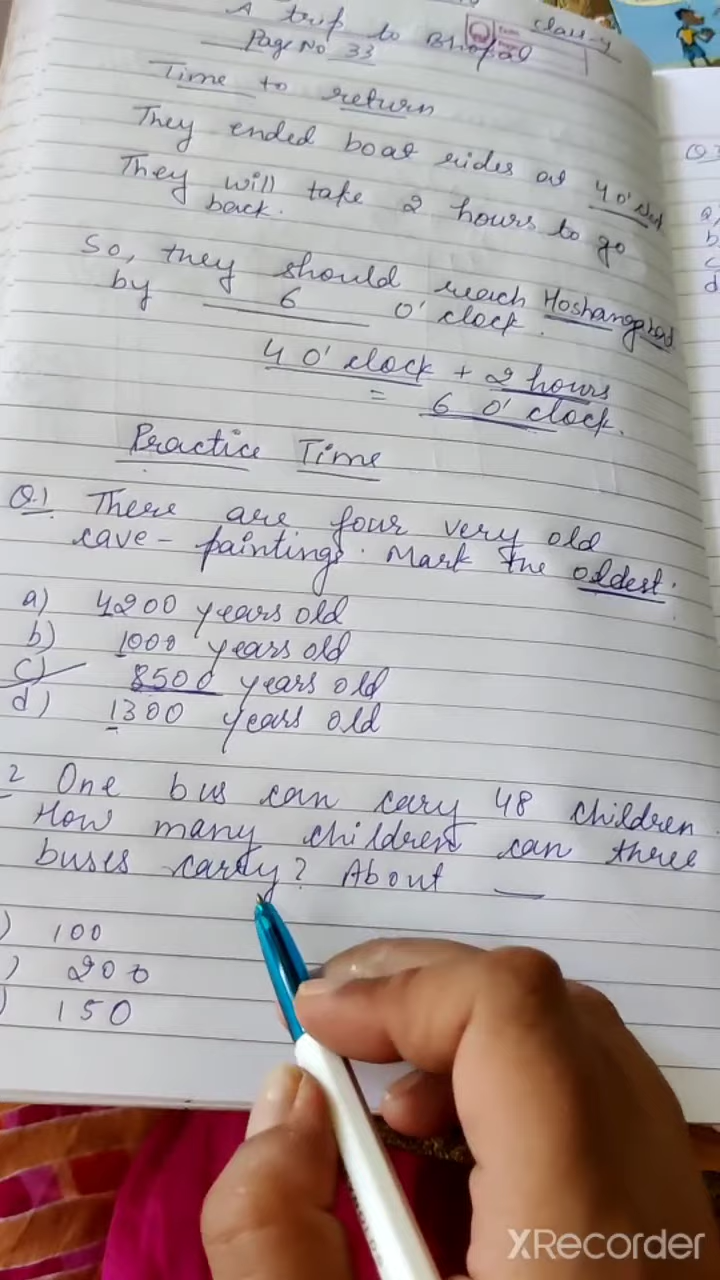 A trip to Bhopal
Class-4
Page No 33
Time to return
They ended boat rides at 4 O'
They will take 2 hours to go
back.
So, they should reach Hoshangabad
by 6 O' clock.
4 O' clock + 2 hours
= 6 O' clock.
Practice Time
Q.1 There are four very old
cave- paintings. Mark the oldest.
a) 4200 years old
b) 1000 years old
c) 8500 years old
d) 1300 years old
2 One bus can cary 48 children.
How many children can three
buses carry? About __
) 100
) 200
) 150
Q
a)
b
c
d
XRecorder